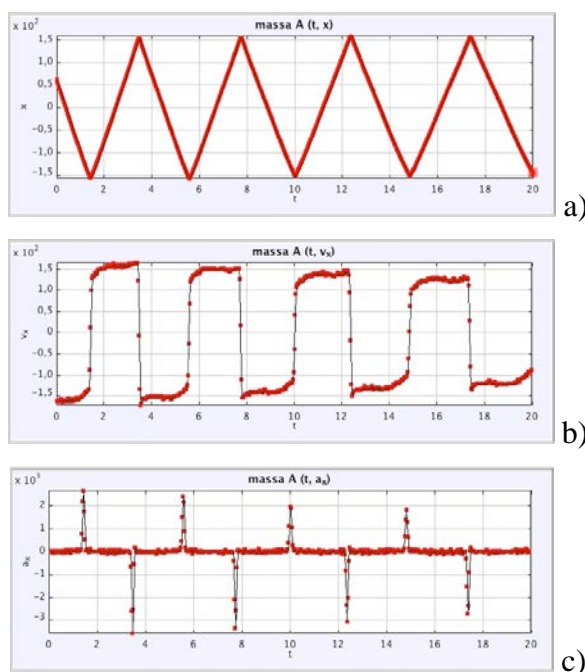 massa A (t, x)
x 10²
1,5
1,0
0,5
0
-0,5
-1,0
-1,5
x
0 2 4 6 8 10 12 14 16 18 20
t
a)
massa A (t, vₓ)
x 10²
1,5
1,0
0,5
0
-0,5
-1,0
-1,5
vₓ
0 2 4 6 8 10 12 14 16 18 20
t
b)
massa A (t, aₓ)
x 10³
2
1
0
-1
-2
-3
aₓ
0 2 4 6 8 10 12 14 16 18 20
t
c)